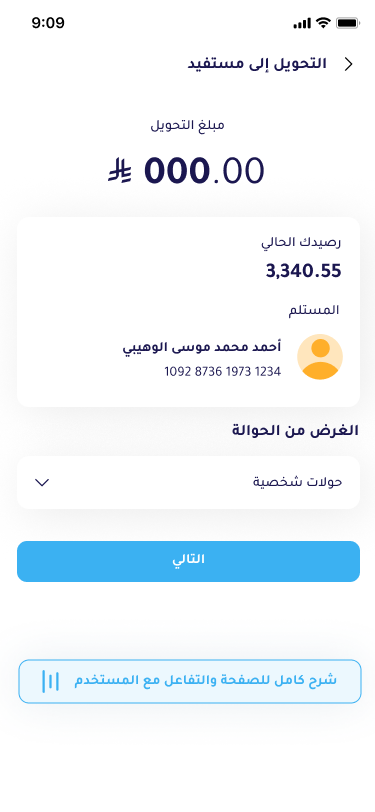 9:09
التحويل إلى مستفيد
مبلغ التحويل
000.00
رصيدك الحالي
3,340.55
المستلم
أحمد محمد موسى الوهيبي
1092 8736 1973 1234
الغرض من الحوالة
حولات شخصية
التالي
شرح كامل للصفحة والتفاعل مع المستخدم